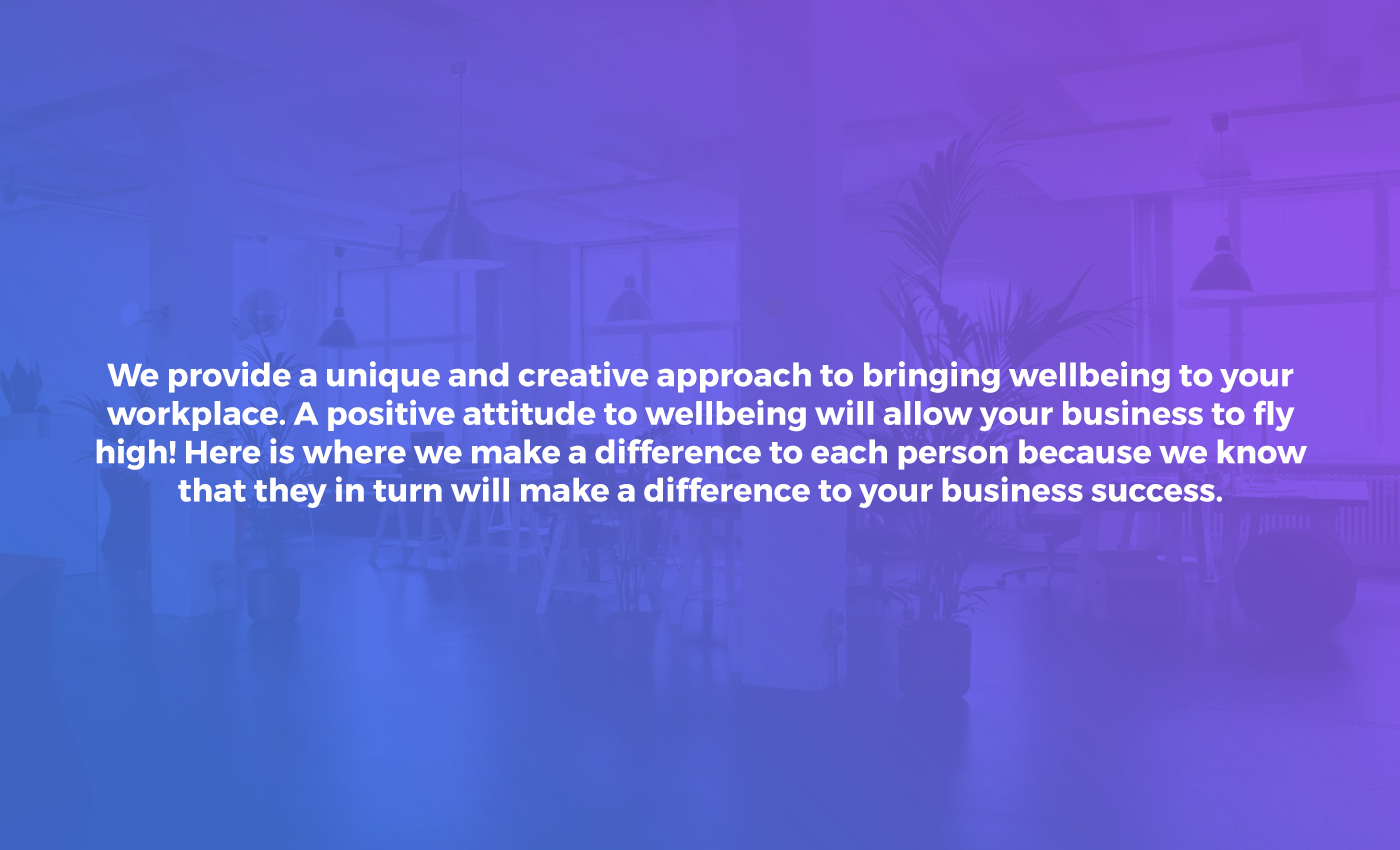 We provide a unique and creative approach to bringing wellbeing to your
workplace. A positive attitude to wellbeing will allow your business to fly
high! Here is where we make a difference to each person because we know
that they in turn will make a difference to your business success.